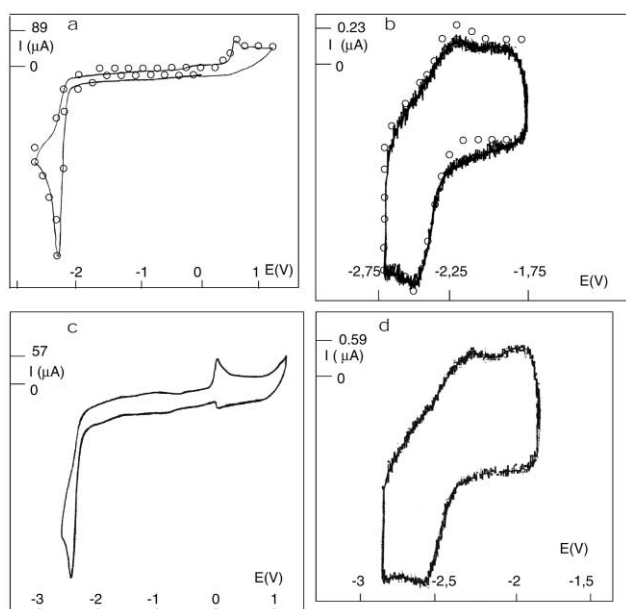 a
89
I (μA)
0
-2 -1 0 1
E(V)
b
0.23
I (μA)
0
-2,75 -2,25 -1,75
E(V)
c
57
I (μA)
0
E(V)
-3 -2 -1 0 1
d
0.59
I (μA)
0
E(V)
-3 -2,5 -2 -1,5